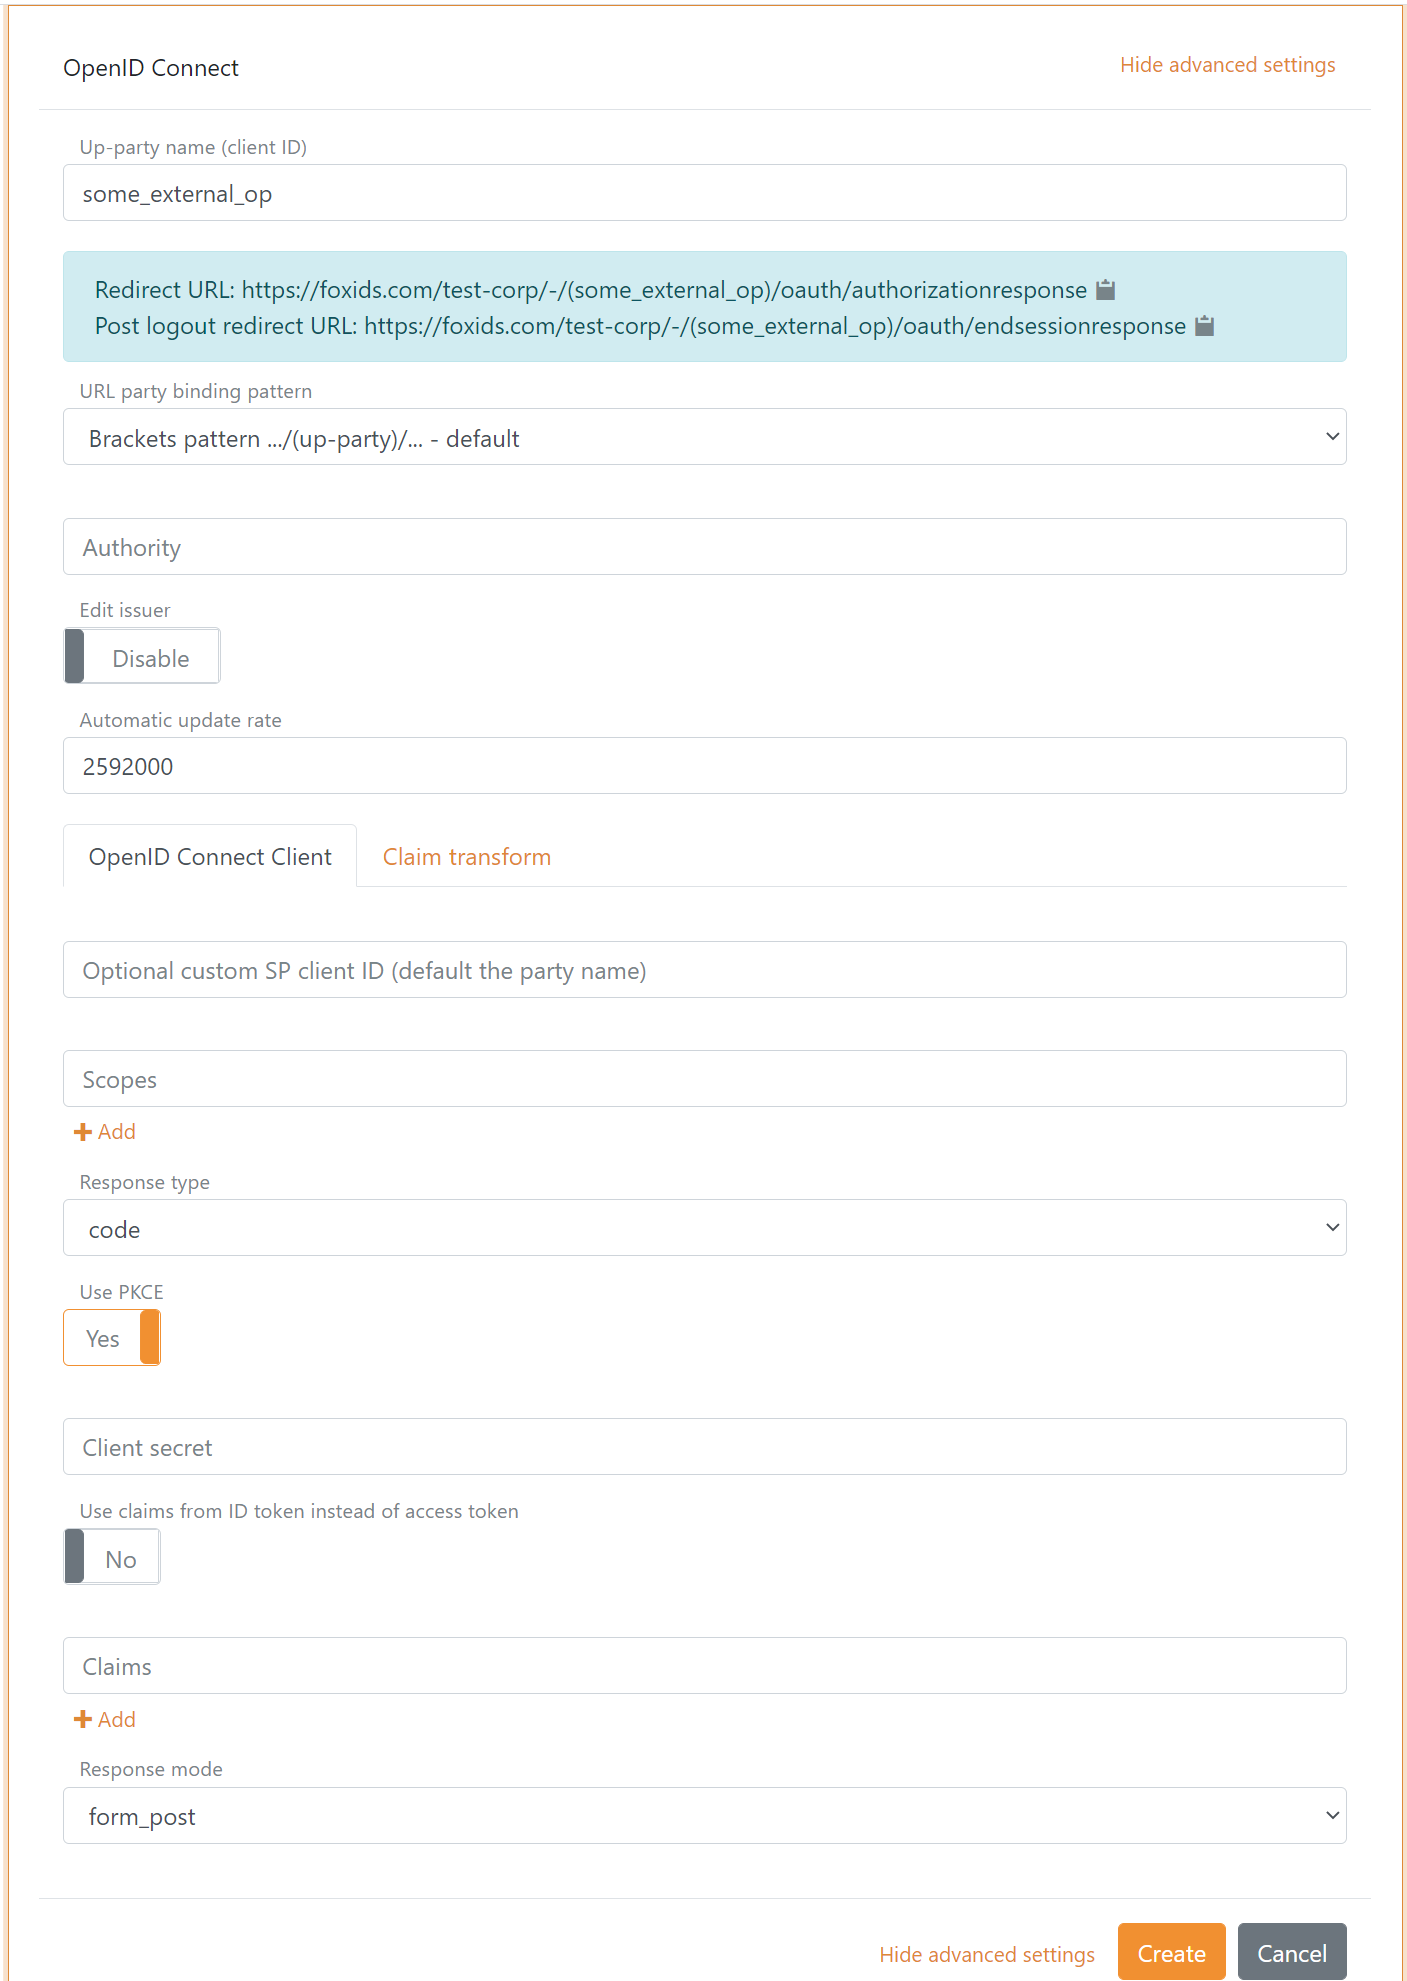 OpenID Connect
Hide advanced settings
Up-party name (client ID)
some_external_op
Redirect URL: https://foxids.com/test-corp/-/(some_external_op)/oauth/authorizationresponse
Post logout redirect URL: https://foxids.com/test-corp/-/(some_external_op)/oauth/endsessionresponse
URL party binding pattern
Brackets pattern .../(up-party)/... - default
Authority
Edit issuer
Disable
Automatic update rate
2592000
OpenID Connect Client
Claim transform
Optional custom SP client ID (default the party name)
Scopes
Add
Response type
code
Use PKCE
Yes
Client secret
Use claims from ID token instead of access token
No
Claims
Add
Response mode
form_post
Hide advanced settings
Create
Cancel